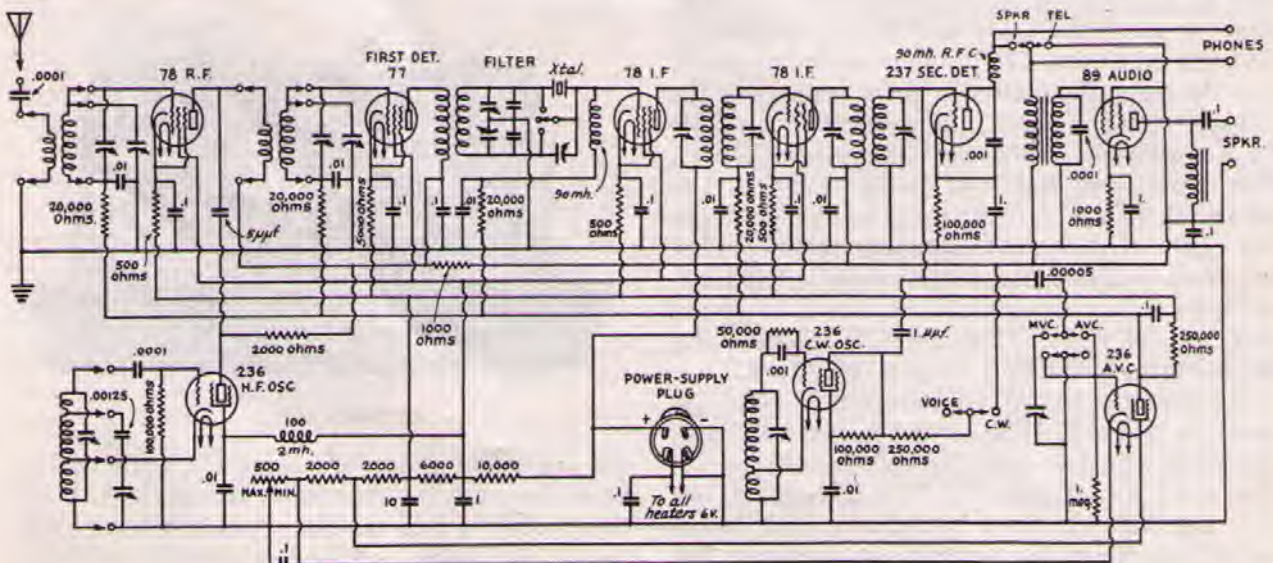 SPKR TEL
PHONES
90 mh. R.F.C.
.0001
78 R.F.
FIRST DET.
77
FILTER
Xtal.
78 I.F
78 I.F.
237 SEC. DET.
89 AUDIO
.1
SPKR.
.01
20,000
Ohms.
500
ohms
.1
.5µµf
20,000
ohms
.01
5000 ohms
.1
.1
.01
20,000
ohms
90 mh.
500
ohms
.1
.01
20,000 ohms
500 ohms
.1
.01
.001
100,000
ohms
1.
.0001
1000
ohms
1.
.1
1000
ohms
.00005
2000 ohms
.0001
236
H.F. OSC
.00125
100,000 ohms
100
2 mh.
.01
500
MAX. MIN.
2000
2000
6000
10,000
10
1
.1
.1
POWER-SUPPLY
PLUG
+ -
To all
heaters 6v.
50,000
ohms
.001
236
C.W. OSC.
1 µµf.
100,000
ohms
250,000
ohms
.01
VOICE
C.W.
MVC. AVC.
.1
250,000
ohms
236
A.V.C.
1.
meg.